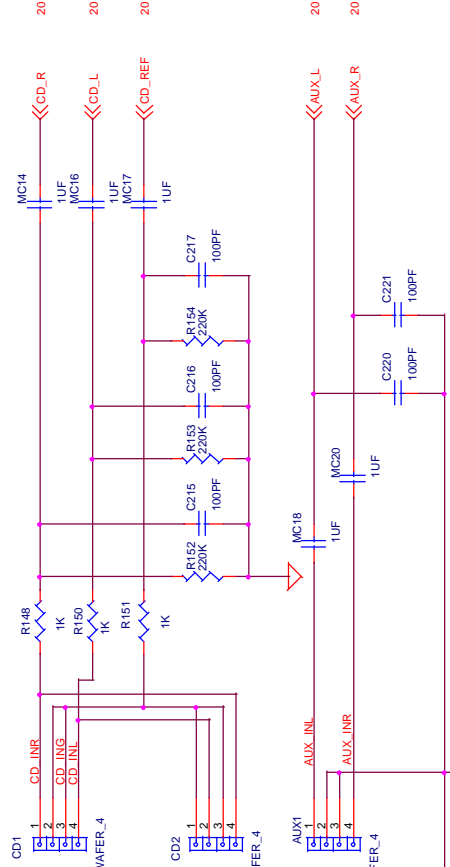 20
20
20
20
20
CD_R
CD_L
CD_REF
AUX_L
AUX_R
MC14
1UF
MC16
1UF
MC17
1UF
C217
100PF
R154
220K
C216
100PF
R153
220K
C215
100PF
R152
220K
C221
100PF
C220
100PF
MC20
1UF
MC18
1UF
R148
1K
R150
1K
R151
1K
CD_INR
CD_ING
CD_INL
AUX_INL
AUX_INR
CD1
1
2
3
4
WAFER_4
CD2
1
2
3
4
FER_4
AUX1
1
2
3
4
FER_4